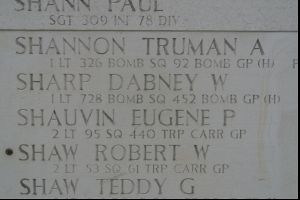 SHANN PAUL
SGT 309 INF 78 DIV
SHANNON TRUMAN A
1 LT 326 BOMB SQ 92 BOMB GP (H)
SHARP DABNEY W
1 LT 728 BOMB SQ 452 BOMB GP (H)
SHAUVIN EUGENE P
2 LT 95 SQ 440 TRP CARR GP
SHAW ROBERT W
2 LT 53 SQ 61 TRP CARR GP
SHAW TEDDY G